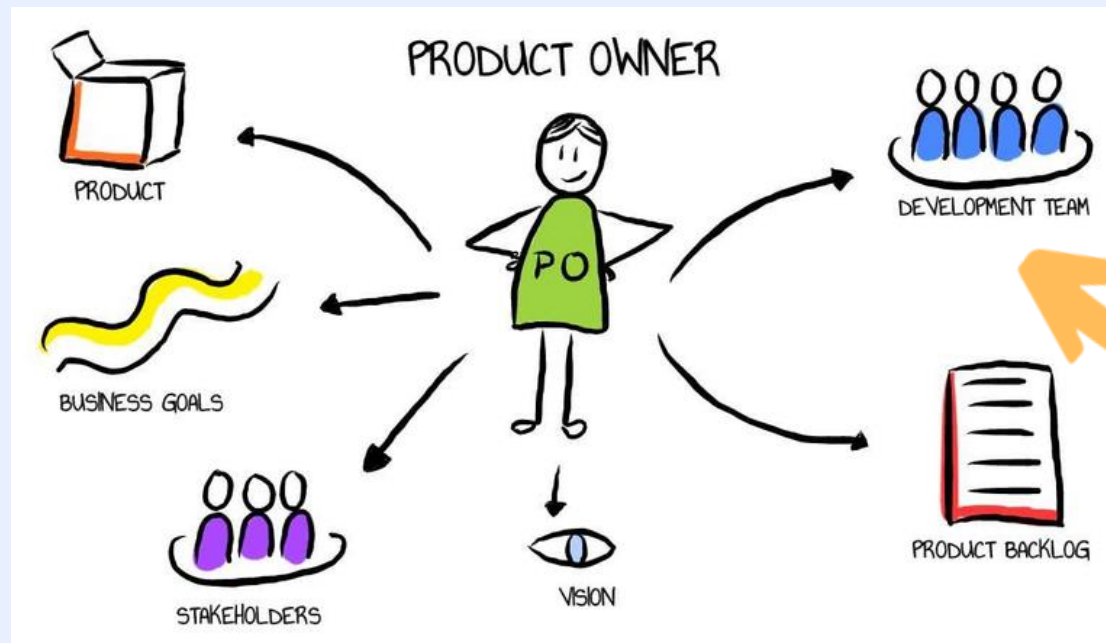 PRODUCT OWNER
PRODUCT
DEVELOPMENT TEAM
PO
BUSINESS GOALS
PRODUCT BACKLOG
VISION
STAKEHOLDERS